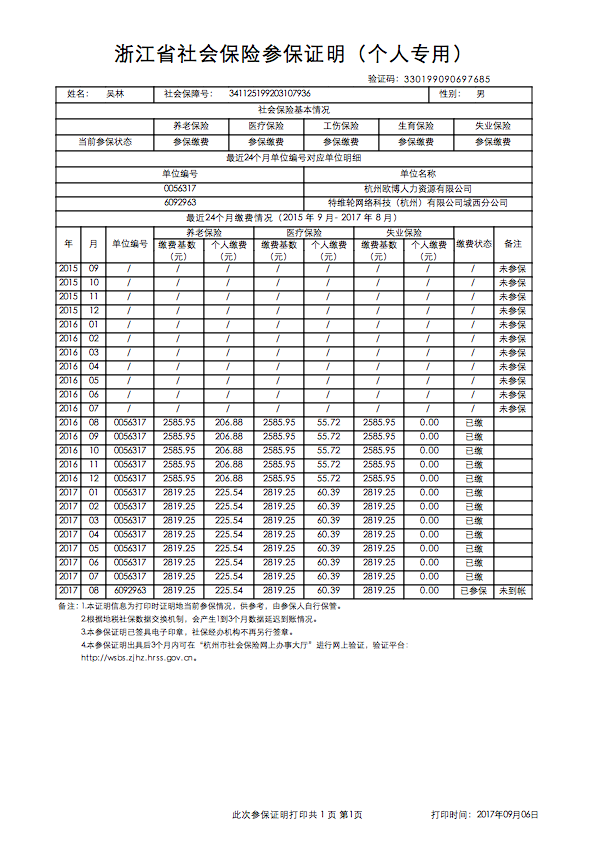 浙江省社会保险参保证明（个人专用）
验证码：330199090697685
姓名： 吴林 社会保障号： 341125199203107936 性别： 男
社会保险基本情况
养老保险 医疗保险 工伤保险 生育保险 失业保险
当前参保状态 参保缴费 参保缴费 参保缴费 参保缴费 参保缴费
最近24个月单位编号对应单位明细
单位编号 单位名称
0056317 杭州欧博人力资源有限公司
6092963 特维轮网络科技（杭州）有限公司城西分公司
最近24个月缴费情况（2015 年 9 月- 2017 年 8 月）
年 月 单位编号 养老保险 医疗保险 失业保险 缴费状态 备注
缴费基数（元） 个人缴费（元） 缴费基数（元） 个人缴费（元） 缴费基数（元） 个人缴费（元）
2015 09 / / / / / / / / 未参保
2015 10 / / / / / / / / 未参保
2015 11 / / / / / / / / 未参保
2015 12 / / / / / / / / 未参保
2016 01 / / / / / / / / 未参保
2016 02 / / / / / / / / 未参保
2016 03 / / / / / / / / 未参保
2016 04 / / / / / / / / 未参保
2016 05 / / / / / / / / 未参保
2016 06 / / / / / / / / 未参保
2016 07 / / / / / / / / 未参保
2016 08 0056317 2585.95 206.88 2585.95 55.72 2585.95 0.00 已缴
2016 09 0056317 2585.95 206.88 2585.95 55.72 2585.95 0.00 已缴
2016 10 0056317 2585.95 206.88 2585.95 55.72 2585.95 0.00 已缴
2016 11 0056317 2585.95 206.88 2585.95 55.72 2585.95 0.00 已缴
2016 12 0056317 2585.95 206.88 2585.95 55.72 2585.95 0.00 已缴
2017 01 0056317 2819.25 225.54 2819.25 60.39 2819.25 0.00 已缴
2017 02 0056317 2819.25 225.54 2819.25 60.39 2819.25 0.00 已缴
2017 03 0056317 2819.25 225.54 2819.25 60.39 2819.25 0.00 已缴
2017 04 0056317 2819.25 225.54 2819.25 60.39 2819.25 0.00 已缴
2017 05 0056317 2819.25 225.54 2819.25 60.39 2819.25 0.00 已缴
2017 06 0056317 2819.25 225.54 2819.25 60.39 2819.25 0.00 已缴
2017 07 0056317 2819.25 225.54 2819.25 60.39 2819.25 0.00 已缴
2017 08 6092963 2819.25 225.54 2819.25 60.39 2819.25 0.00 已参保 未到帐
备注：1.本证明信息为打印时证明地当前参保情况，供参考，由参保人自行保管。
2.根据地税社保数据交换机制，会产生1到3个月数据延迟到账情况。
3.本参保证明已签具电子印章，社保经办机构不再另行签章。
4.本参保证明出具后3个月内可在“杭州市社会保险网上办事大厅”进行网上验证，验证平台：
http://wsbs.zjhz.hrss.gov.cn。
此次参保证明打印共 1 页 第1页 打印时间：2017年09月06日